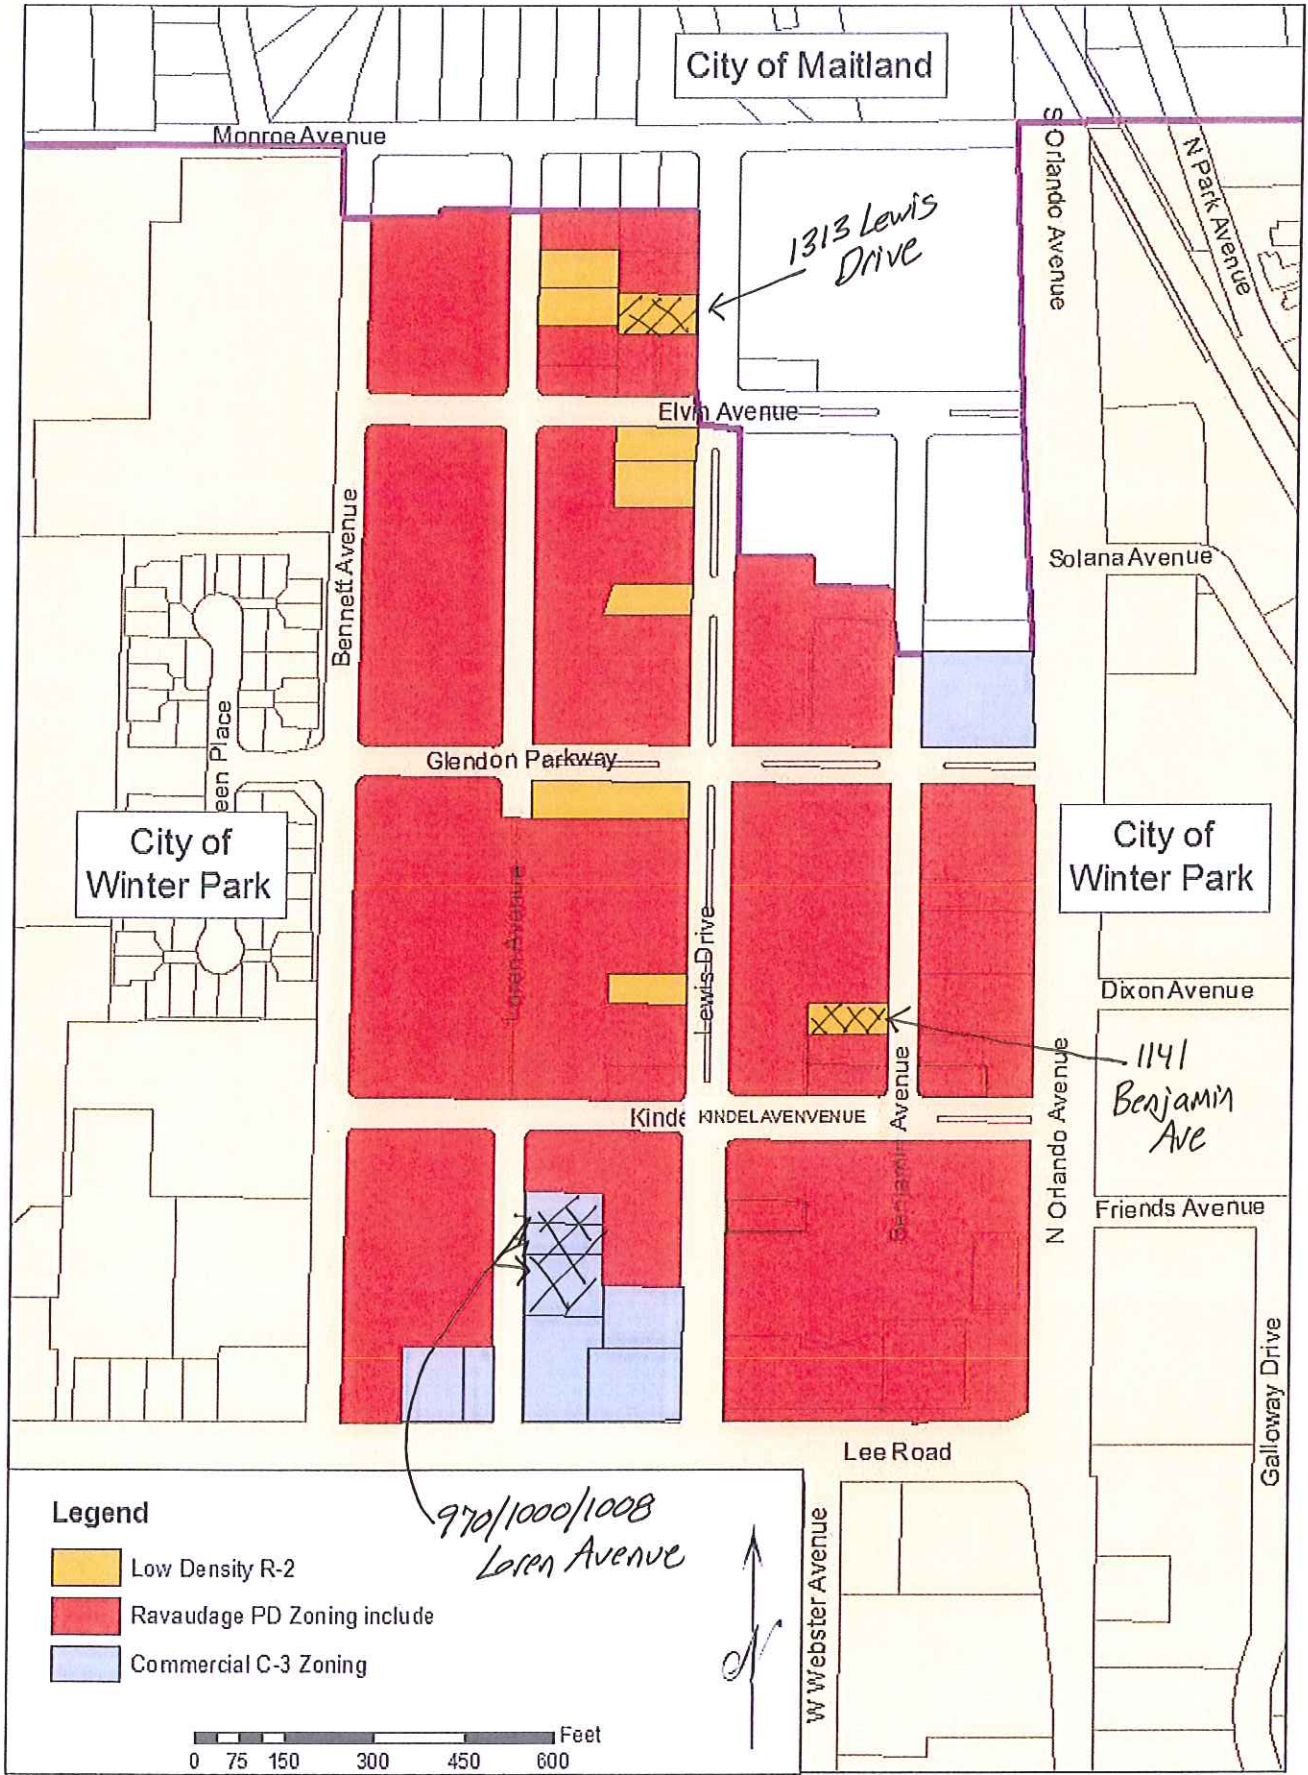 City of Maitland
Monroe Avenue
S Orlando Avenue
N Park Avenue
1313 Lewis
Drive
Elvin Avenue
Bennett Avenue
Solana Avenue
een Place
Glendon Parkway
City of
Winter Park
City of
Winter Park
Loren Avenue
Lewis Drive
Dixon Avenue
1141
Benjamin
Ave
Kinde
KINDELAVENVENUE
Benjamin Avenue
N Orlando Avenue
Friends Avenue
Galloway Drive
Lee Road
970/1000/1008
Loren Avenue
Legend
Low Density R-2
Ravaudage PD Zoning include
Commercial C-3 Zoning
N
W Webster Avenue
Feet
0 75 150 300 450 600